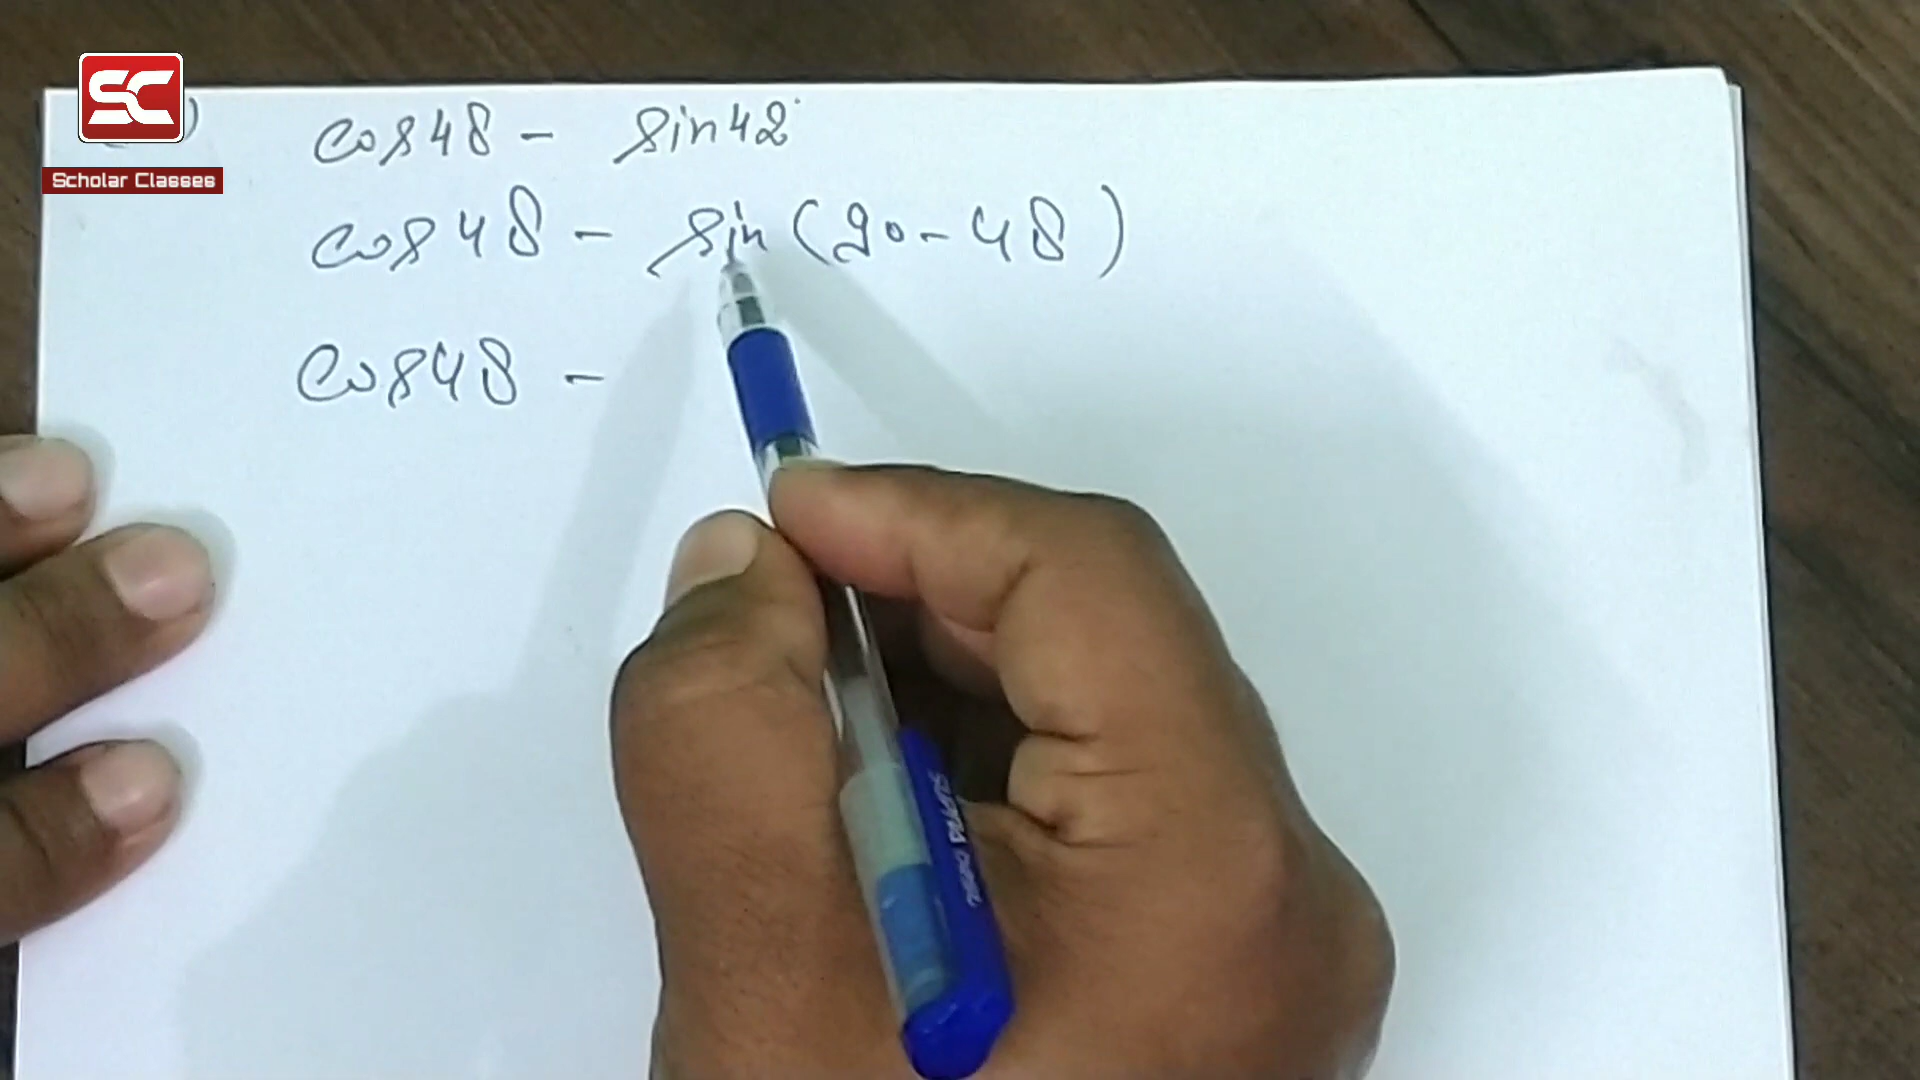 SC
Scholar Classes
) cos48 - sin42°
cos48 - sin(90-48)
cos48 -